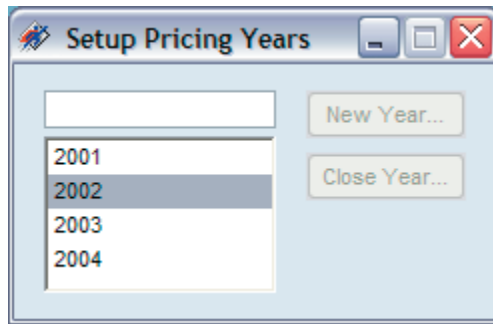 Setup Pricing Years
New Year...
2001
Close Year...
2002
2003
2004